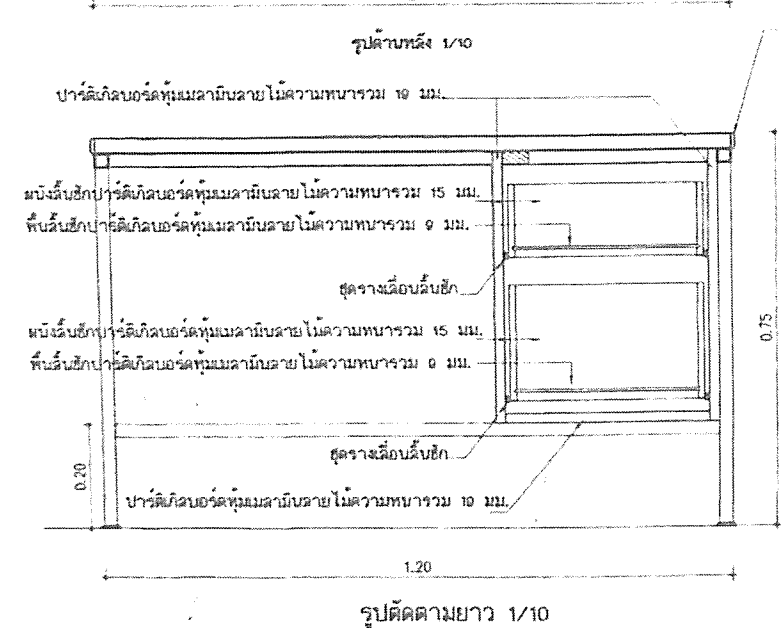 รูปด้านหลัง 1/10
ปาร์ติเกิลบอร์ดหุ้มเมลามีนลายไม้ความหนารวม 19 มม.
ผนังลิ้นชักปาร์ติเกิลบอร์ดหุ้มเมลามีนลายไม้ความหนารวม 15 มม.
พื้นลิ้นชักปาร์ติเกิลบอร์ดหุ้มเมลามีนลายไม้ความหนารวม 9 มม.
ชุดรางเลื่อนลิ้นชัก
ผนังลิ้นชักปาร์ติเกิลบอร์ดหุ้มเมลามีนลายไม้ความหนารวม 15 มม.
พื้นลิ้นชักปาร์ติเกิลบอร์ดหุ้มเมลามีนลายไม้ความหนารวม 9 มม.
0.75
0.20
ชุดรางเลื่อนลิ้นชัก
ปาร์ติเกิลบอร์ดหุ้มเมลามีนลายไม้ความหนารวม 19 มม.
1.20
รูปตัดตามยาว 1/10